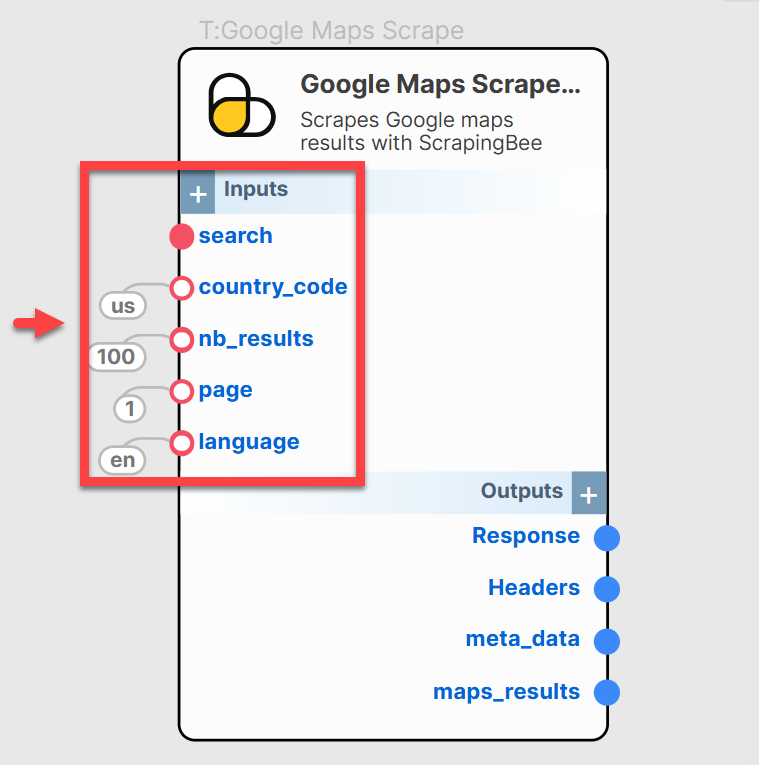 T:Google Maps Scrape
Google Maps Scrape...
Scrapes Google maps
results with ScrapingBee
+ Inputs
search
country_code
us
nb_results
100
page
1
language
en
Outputs +
Response
Headers
meta_data
maps_results